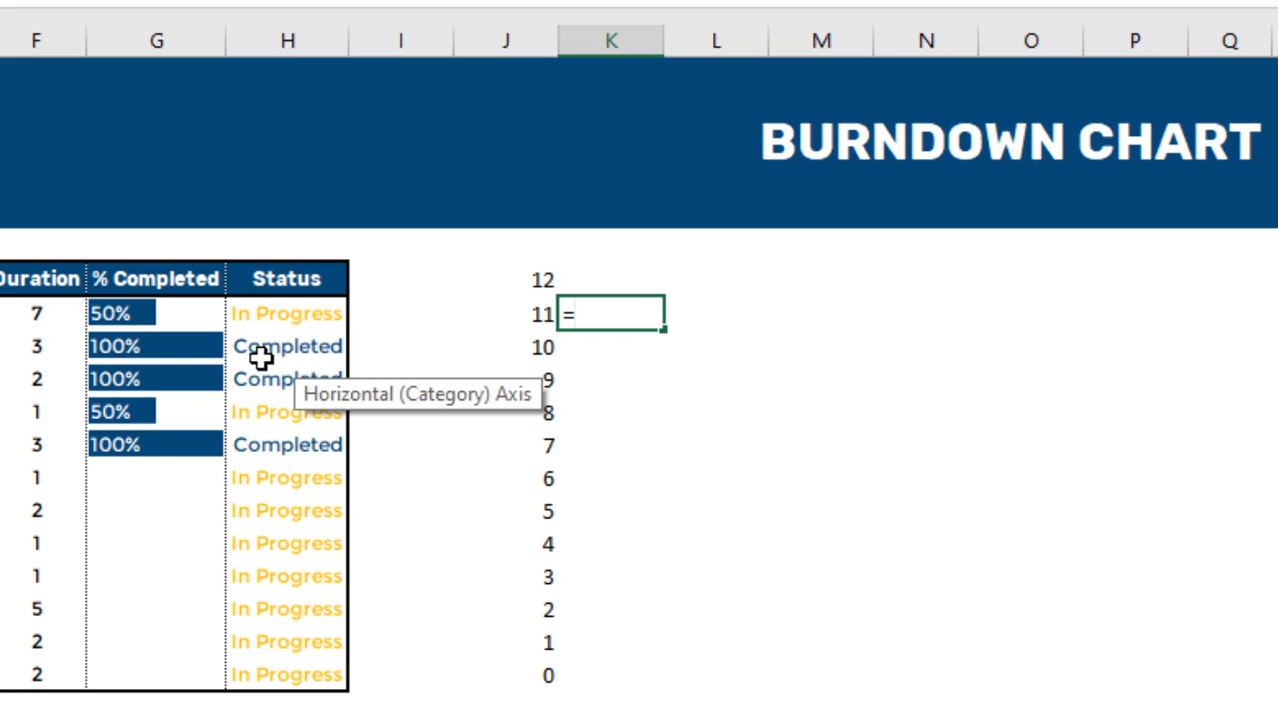 F G H I J K L M N O P Q
BURNDOWN CHART
Duration % Completed Status 12
7 50% In Progress 11 =
3 100% Completed 10
2 100% 9
Horizontal (Category) Axis
1 50% In Progress 8
3 100% Completed 7
1 In Progress 6
2 In Progress 5
1 In Progress 4
1 In Progress 3
5 In Progress 2
2 In Progress 1
2 In Progress 0